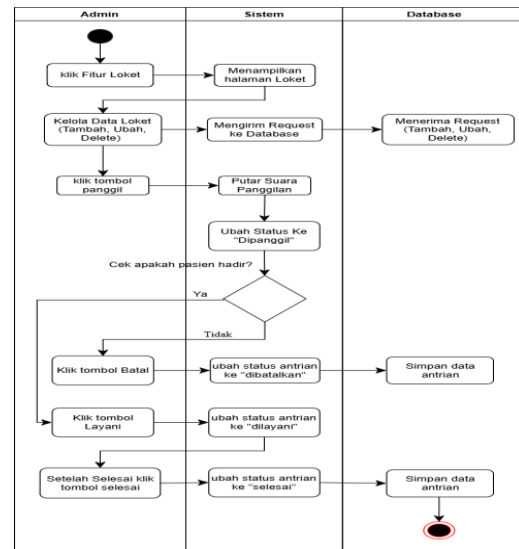 Admin
Sistem
Database
klik Fitur Loket
Menampilkan
halaman Loket
Kelola Data Loket
(Tambah, Ubah,
Delete)
Mengirim Request
ke Database
Menerima Request
(Tambah, Ubah,
Delete)
klik tombol
panggil
Putar Suara
Panggilan
Ubah Status Ke
"Dipanggil"
Cek apakah pasien hadir?
Ya
Tidak
Klik tombol Batal
ubah status antrian
ke "dibatalkan"
Simpan data
antrian
Klik tombol
Layani
ubah status antrian
ke "dilayani"
Setelah Selesai klik
tombol selesai
ubah status antrian
ke "selesai"
Simpan data
antrian